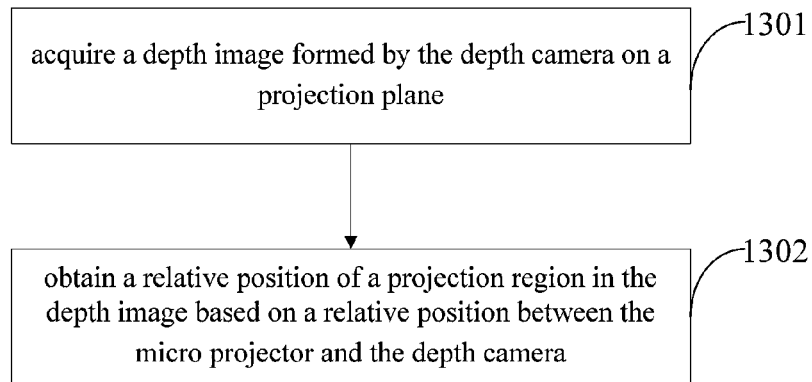 1301
acquire a depth image formed by the depth camera on a
projection plane
1302
obtain a relative position of a projection region in the
depth image based on a relative position between the
micro projector and the depth camera